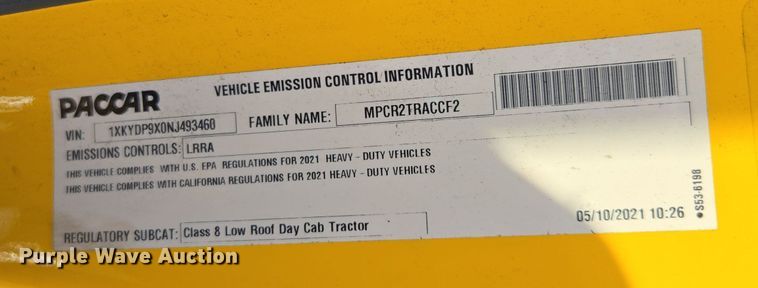 PACCAR
VEHICLE EMISSION CONTROL INFORMATION
VIN: 1XKYDP9X0NJ493460 FAMILY NAME: MPCR2TRACCF2
EMISSIONS CONTROLS: LRRA
THIS VEHICLE COMPLIES WITH U.S. EPA REGULATIONS FOR 2021 HEAVY - DUTY VEHICLES
THIS VEHICLE COMPLIES WITH CALIFORNIA REGULATIONS FOR 2021 HEAVY - DUTY VEHICLES
REGULATORY SUBCAT: Class 8 Low Roof Day Cab Tractor
05/10/2021 10:26
S53-6198
Purple Wave Auction